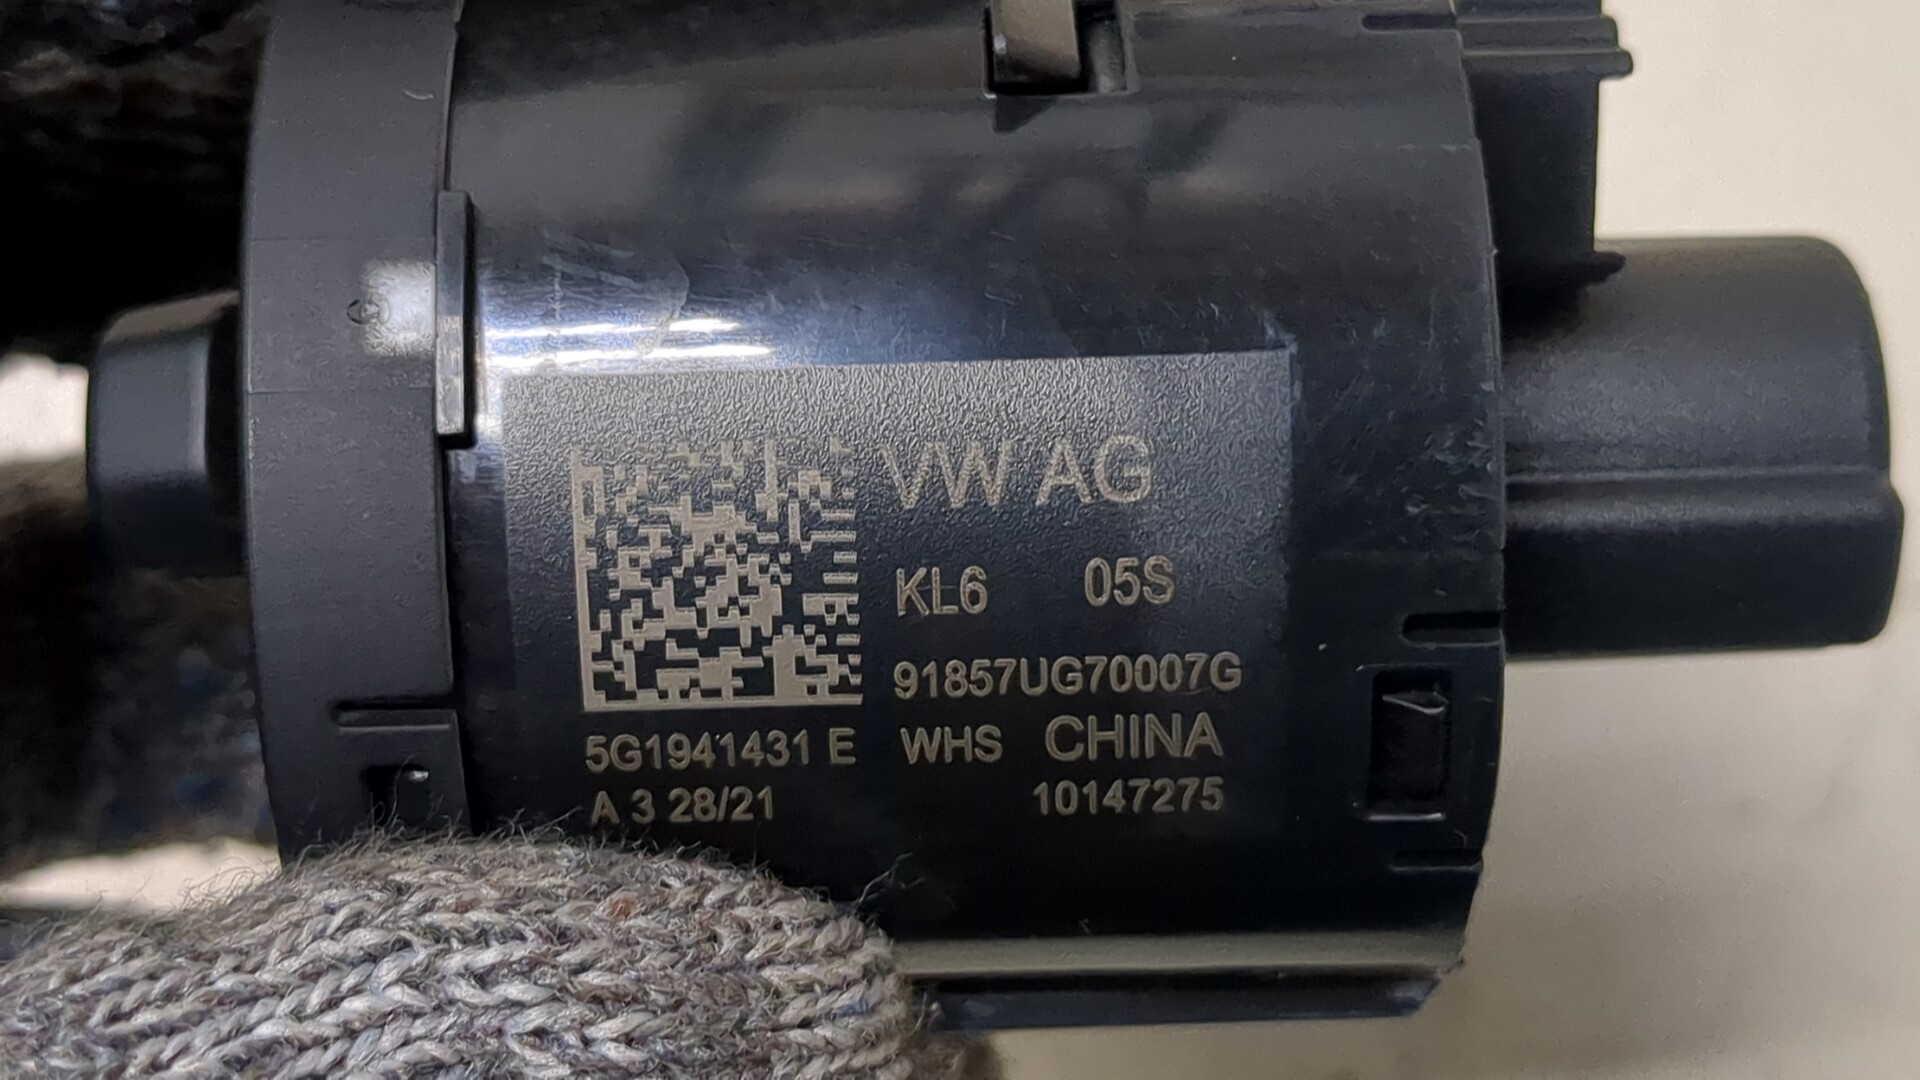 VW AG
KL6 05S
91857UG70007G
5G1941431 E WHS CHINA
A 3 28/21 10147275